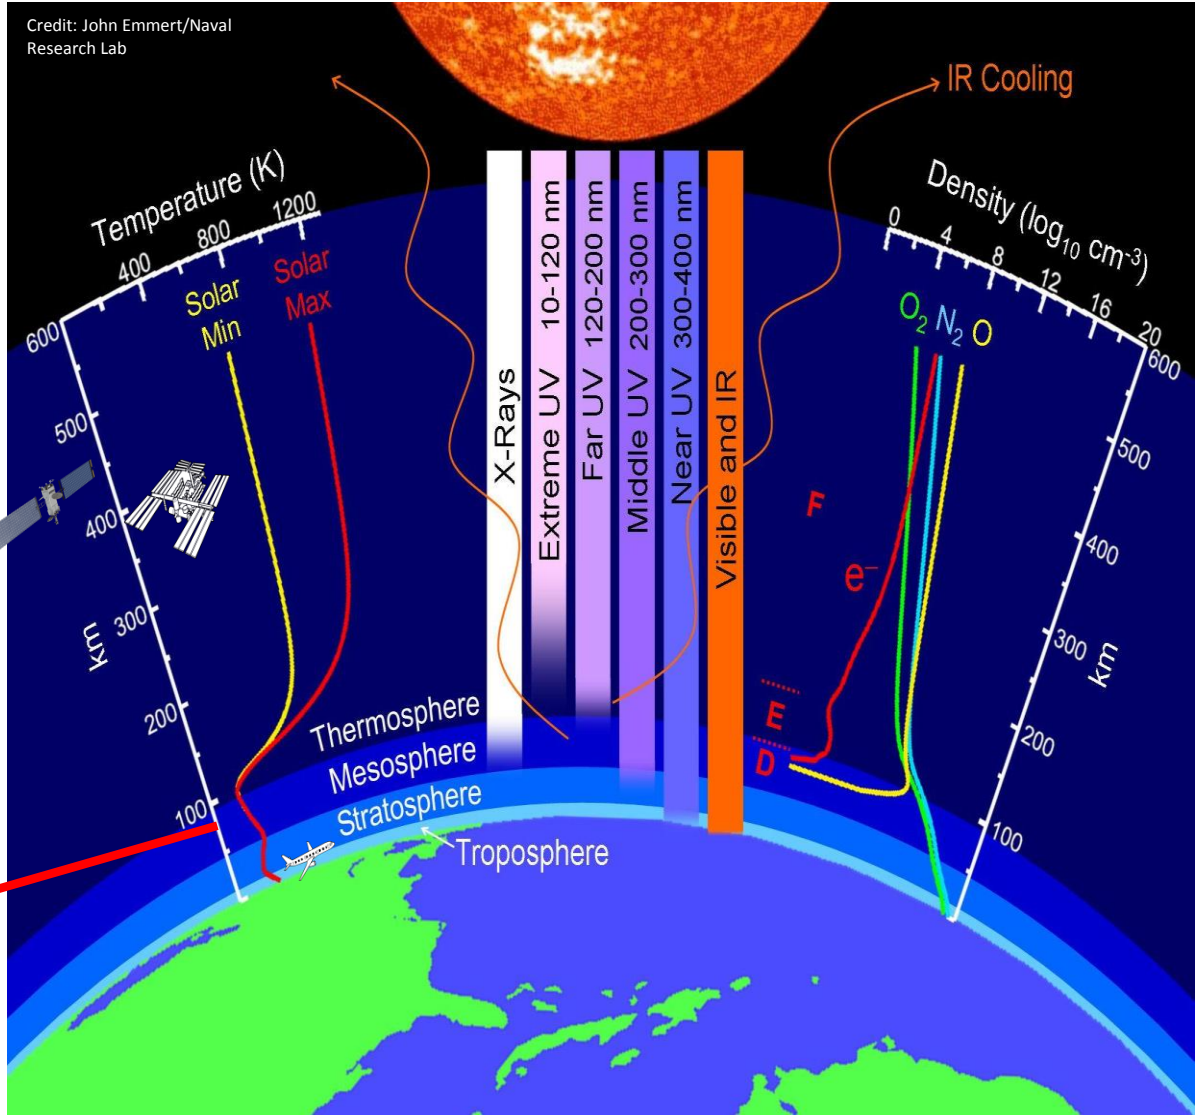 Credit: John Emmert/Naval
Research Lab
IR Cooling
Temperature (K)
400
800
1200
Solar
Min
Solar
Max
600
500
400
300
200
100
km
X-Rays
Extreme UV 10-120 nm
Far UV 120-200 nm
Middle UV 200-300 nm
Near UV 300-400 nm
Visible and IR
Density (log₁₀ cm⁻³)
0
4
8
12
16
20
O₂ N₂ O
F
e⁻
E
D
600
500
400
300
200
100
km
Thermosphere
Mesosphere
Stratosphere
Troposphere